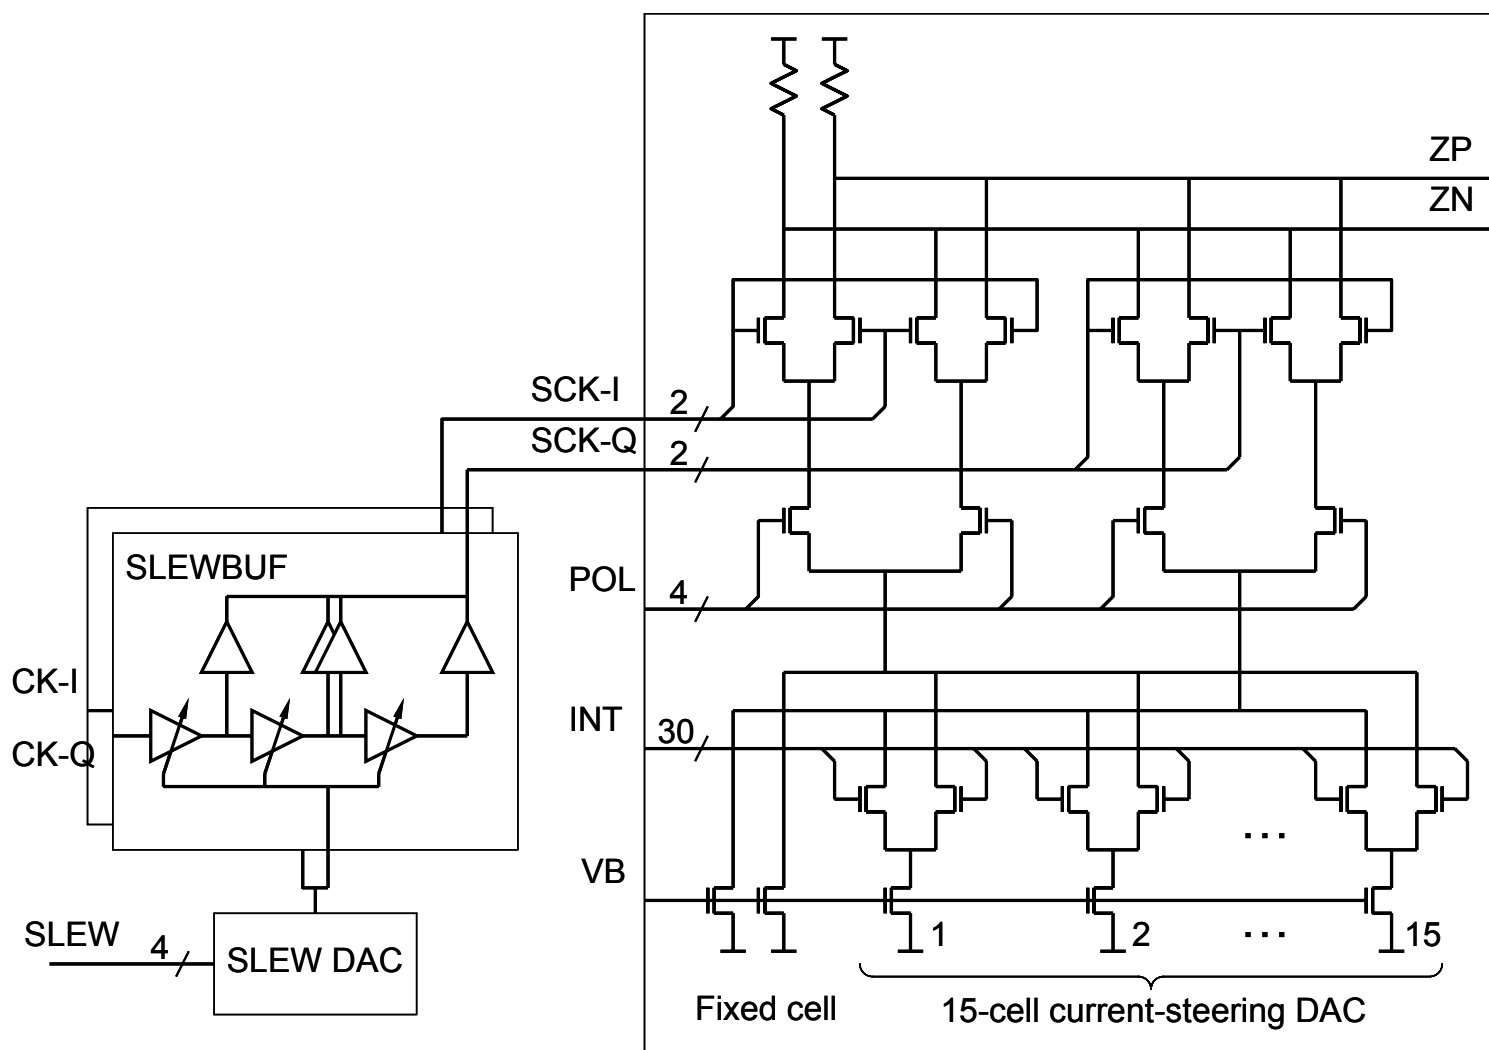 ZP
ZN
SCK-I
2
SCK-Q
2
SLEWBUF
POL
4
CK-I
INT
30
CK-Q
...
VB
SLEW
4
SLEW DAC
1
2
...
15
Fixed cell
15-cell current-steering DAC